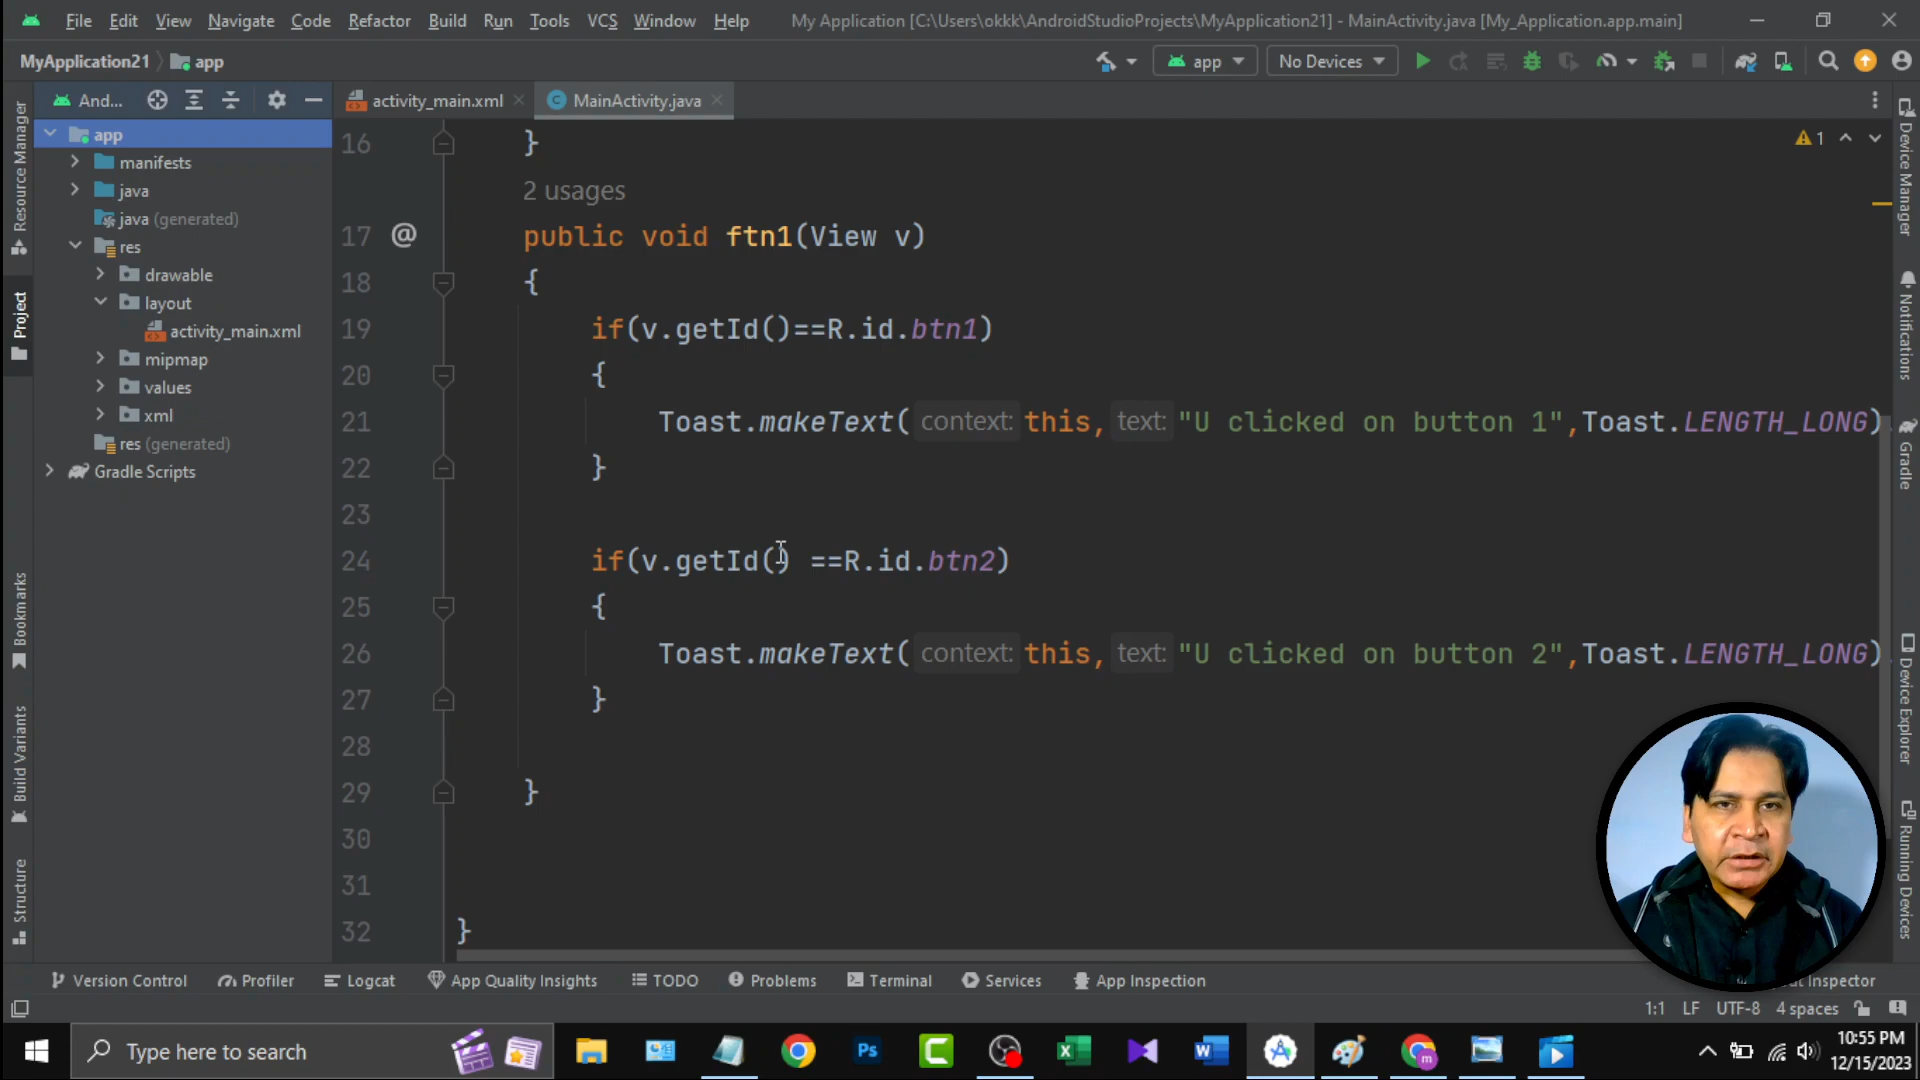 File Edit View Navigate Code Refactor Build Run Tools VCS Window Help My Application [C:\Users\okkk\AndroidStudioProjects\MyApplication21] - MainActivity.java [My_Application.app.main]
MyApplication21 app app No Devices
And... activity_main.xml MainActivity.java
Resource Manager
Project
Bookmarks
Build Variants
Structure
app
manifests
java
java (generated)
res
drawable
layout
activity_main.xml
mipmap
values
xml
res (generated)
Gradle Scripts
1
16 }
2 usages
17 @ public void ftn1(View v)
18 {
19 if(v.getId()==R.id.btn1)
20 {
21 Toast.makeText( context: this, text: "U clicked on button 1",Toast.LENGTH_LONG)
22 }
23
24 if(v.getId() ==R.id.btn2)
25 {
26 Toast.makeText( context: this, text: "U clicked on button 2",Toast.LENGTH_LONG)
27 }
28
29 }
30
31
32 }
Device Manager
Notifications
Gradle
Device Explorer
Running Devices
Version Control Profiler Logcat App Quality Insights TODO Problems Terminal Services App Inspection Inspector
1:1 LF UTF-8 4 spaces
Type here to search
Ps
10:55 PM
12/15/2023